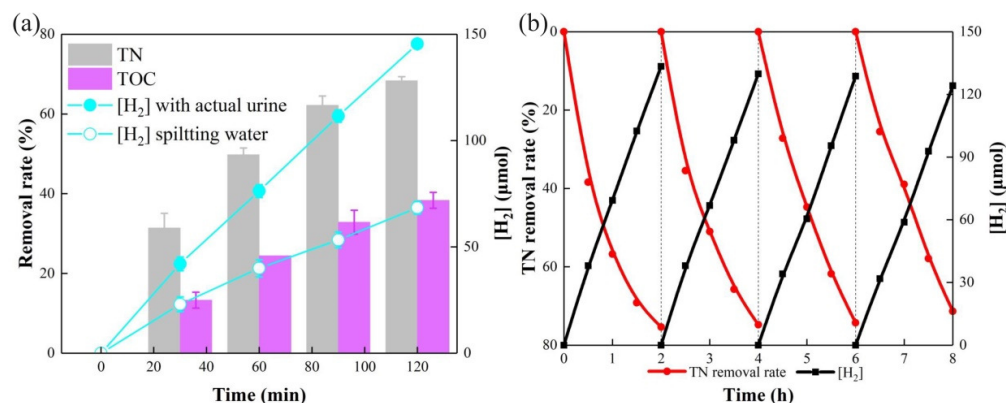 (a)
80
60
40
20
0
Removal rate (%)
TN
TOC
[H₂] with actual urine
[H₂] spiltting water
150
100
50
0
[H₂] (μmol)
0 20 40 60 80 100 120
Time (min)
(b)
0
20
40
60
80
TN removal rate (%)
150
120
90
60
30
0
[H₂] (μmol)
0 1 2 3 4 5 6 7 8
TN removal rate [H₂]
Time (h)